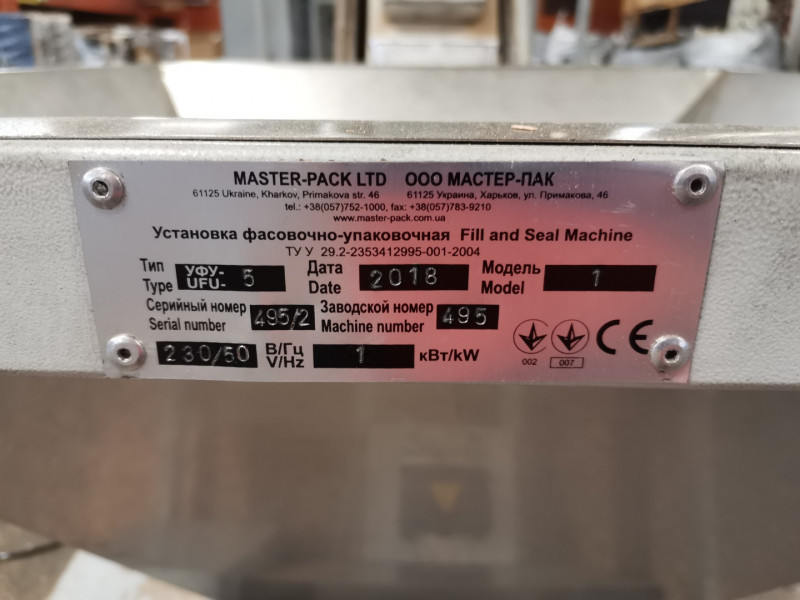 MASTER-PACK LTD ООО МАСТЕР-ПАК
61125 Ukraine, Kharkov, Primakova str. 46 61125 Украина, Харьков, ул. Примакова, 46
tel.: +38(057)752-1000, fax: +38(057)783-9210
www.master-pack.com.ua
Установка фасовочно-упаковочная Fill and Seal Machine
ТУ У 29.2-2353412995-001-2004
Тип УФУ- 5 Дата 2018 Модель 1
Type UFU- Date Model
Серийный номер 495/2 Заводской номер 495
Serial number Machine number
230/50 В/Гц 1 кВт/kW
V/Hz
002 007 CE